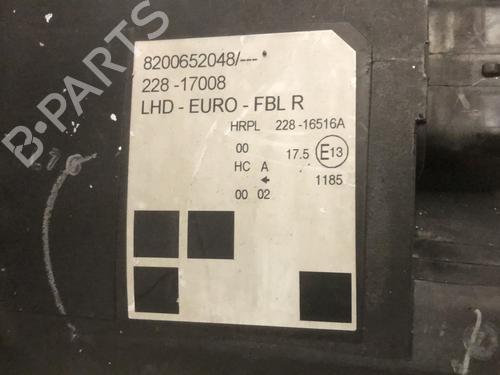 B-PARTS
8200652048/---
228 -17008
LHD - EURO - FBL R
HRPL 228 -16516A
00 17.5 E13
HC A
← 1185
00 02